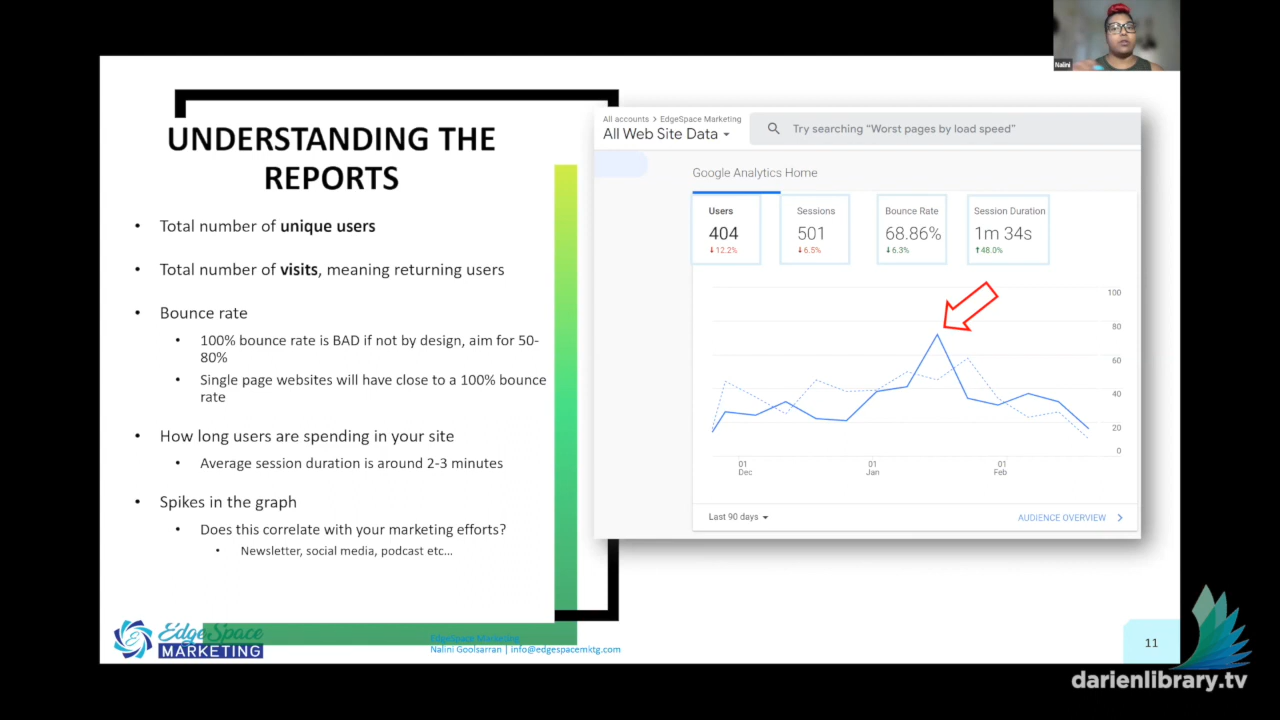 Nalini
UNDERSTANDING THE
REPORTS
• Total number of unique users
• Total number of visits, meaning returning users
• Bounce rate
• 100% bounce rate is BAD if not by design, aim for 50-
80%
• Single page websites will have close to a 100% bounce
rate
• How long users are spending in your site
• Average session duration is around 2-3 minutes
• Spikes in the graph
• Does this correlate with your marketing efforts?
• Newsletter, social media, podcast etc...
All accounts > EdgeSpace Marketing
All Web Site Data
Try searching “Worst pages by load speed”
Google Analytics Home
Users Sessions Bounce Rate Session Duration
404 501 68.86% 1m 34s
↓12.2% ↓6.5% ↓6.3% ↑48.0%
100
80
60
40
20
0
01 01 01
Dec Jan Feb
Last 90 days AUDIENCE OVERVIEW >
EdgeSpace
MARKETING
EdgeSpace Marketing
Nalini Goolsarran | info@edgespacemktg.com
11
darienlibrary.tv